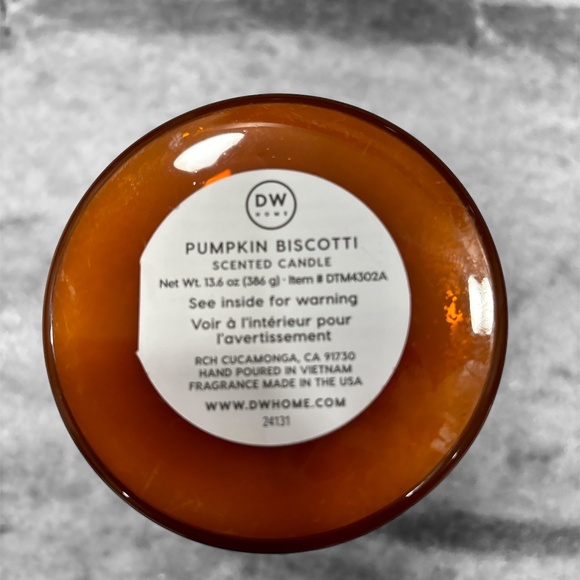 DW
HOME
PUMPKIN BISCOTTI
SCENTED CANDLE
Net Wt. 13.6 oz (386 g) · Item # DTM4302A
See inside for warning
Voir à l'intérieur pour
l'avertissement
RCH CUCAMONGA, CA 91730
HAND POURED IN VIETNAM
FRAGRANCE MADE IN THE USA
WWW.DWHOME.COM
24131